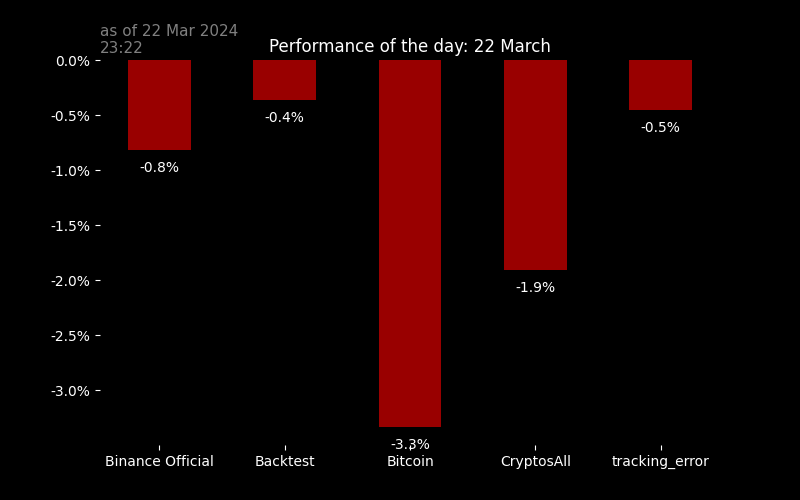 as of 22 Mar 2024
23:22
Performance of the day: 22 March
0.0%
-0.5%
-1.0%
-1.5%
-2.0%
-2.5%
-3.0%
-0.8%
-0.4%
-3.3%
-1.9%
-0.5%
Binance Official
Backtest
Bitcoin
CryptosAll
tracking_error